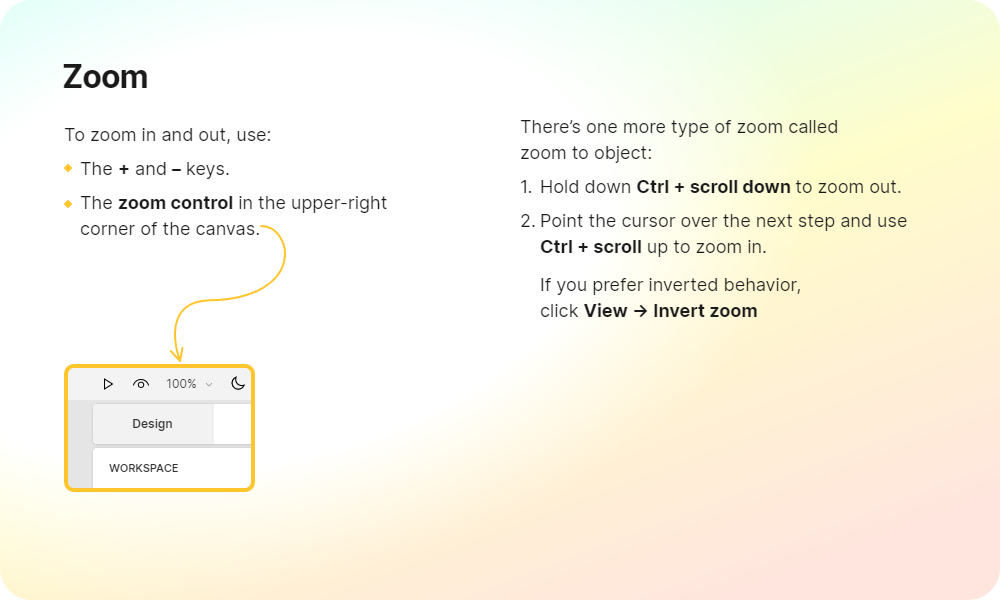 Zoom
To zoom in and out, use:
The + and – keys.
The zoom control in the upper-right
corner of the canvas.
100%
Design
WORKSPACE
There’s one more type of zoom called
zoom to object:
1. Hold down Ctrl + scroll down to zoom out.
2. Point the cursor over the next step and use
Ctrl + scroll up to zoom in.
If you prefer inverted behavior,
click View → Invert zoom